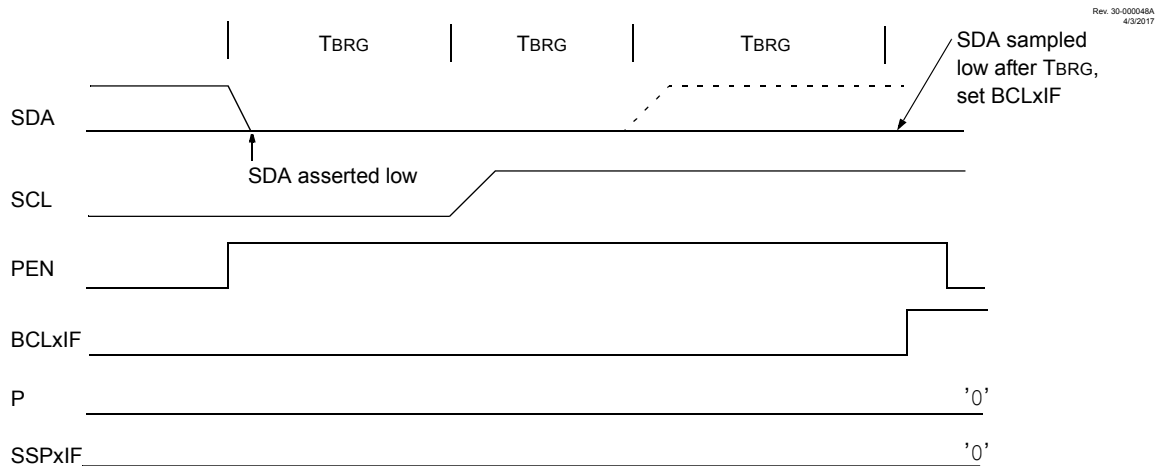 Rev. 30-000048A
4/3/2017
TBRG TBRG TBRG
SDA sampled
low after TBRG,
set BCLxIF
SDA
SDA asserted low
SCL
PEN
BCLxIF
P '0'
SSPxIF '0'